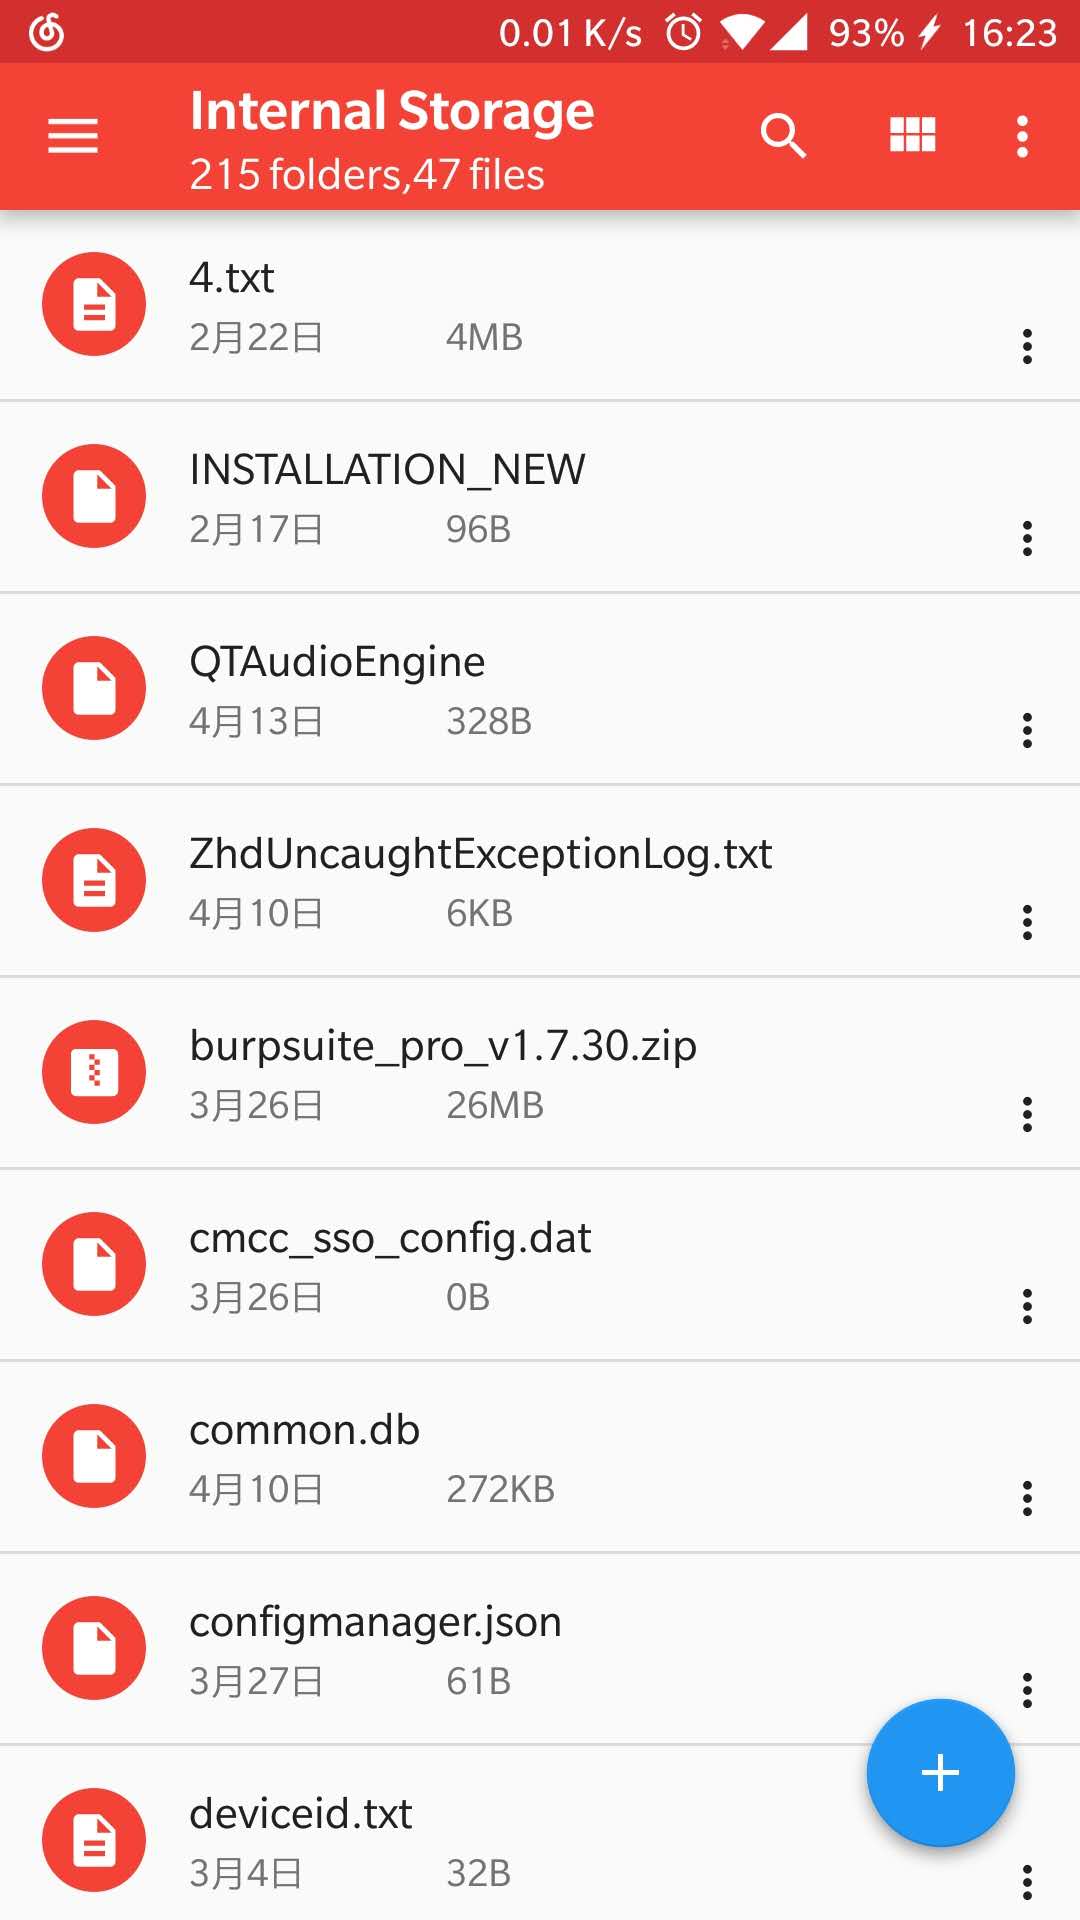 0.01 K/s 93% 16:23
Internal Storage
215 folders,47 files
4.txt
2月22日 4MB
INSTALLATION_NEW
2月17日 96B
QTAudioEngine
4月13日 328B
ZhdUncaughtExceptionLog.txt
4月10日 6KB
burpsuite_pro_v1.7.30.zip
3月26日 26MB
cmcc_sso_config.dat
3月26日 0B
common.db
4月10日 272KB
configmanager.json
3月27日 61B
deviceid.txt
3月4日 32B